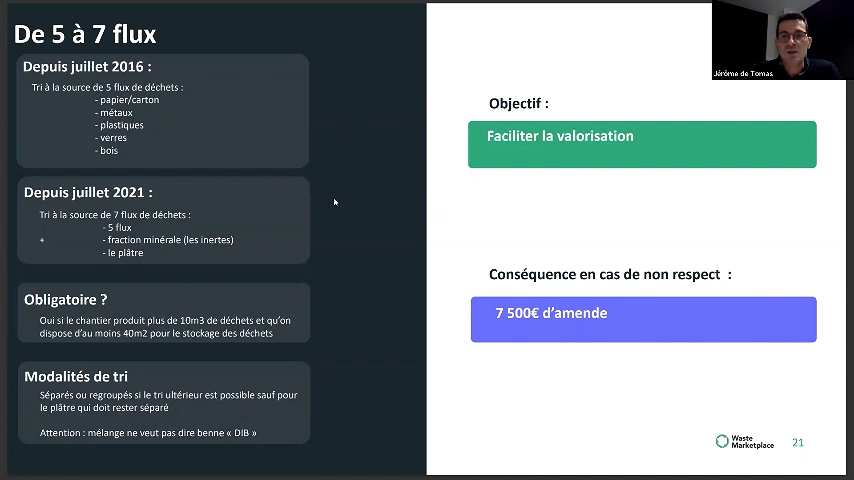 De 5 à 7 flux
Depuis juillet 2016 :
Tri à la source de 5 flux de déchets :
- papier/carton
- métaux
- plastiques
- verres
- bois
Depuis juillet 2021 :
Tri à la source de 7 flux de déchets :
- 5 flux
+ - fraction minérale (les inertes)
- le plâtre
Obligatoire ?
Oui si le chantier produit plus de 10m3 de déchets et qu'on
dispose d'au moins 40m2 pour le stockage des déchets
Modalités de tri
Séparés ou regroupés si le tri ultérieur est possible sauf pour
le plâtre qui doit rester séparé
Attention : mélange ne veut pas dire benne « DIB »
Jérôme de Tomas
Objectif :
Faciliter la valorisation
Conséquence en cas de non respect :
7 500€ d'amende
Waste
Marketplace
21